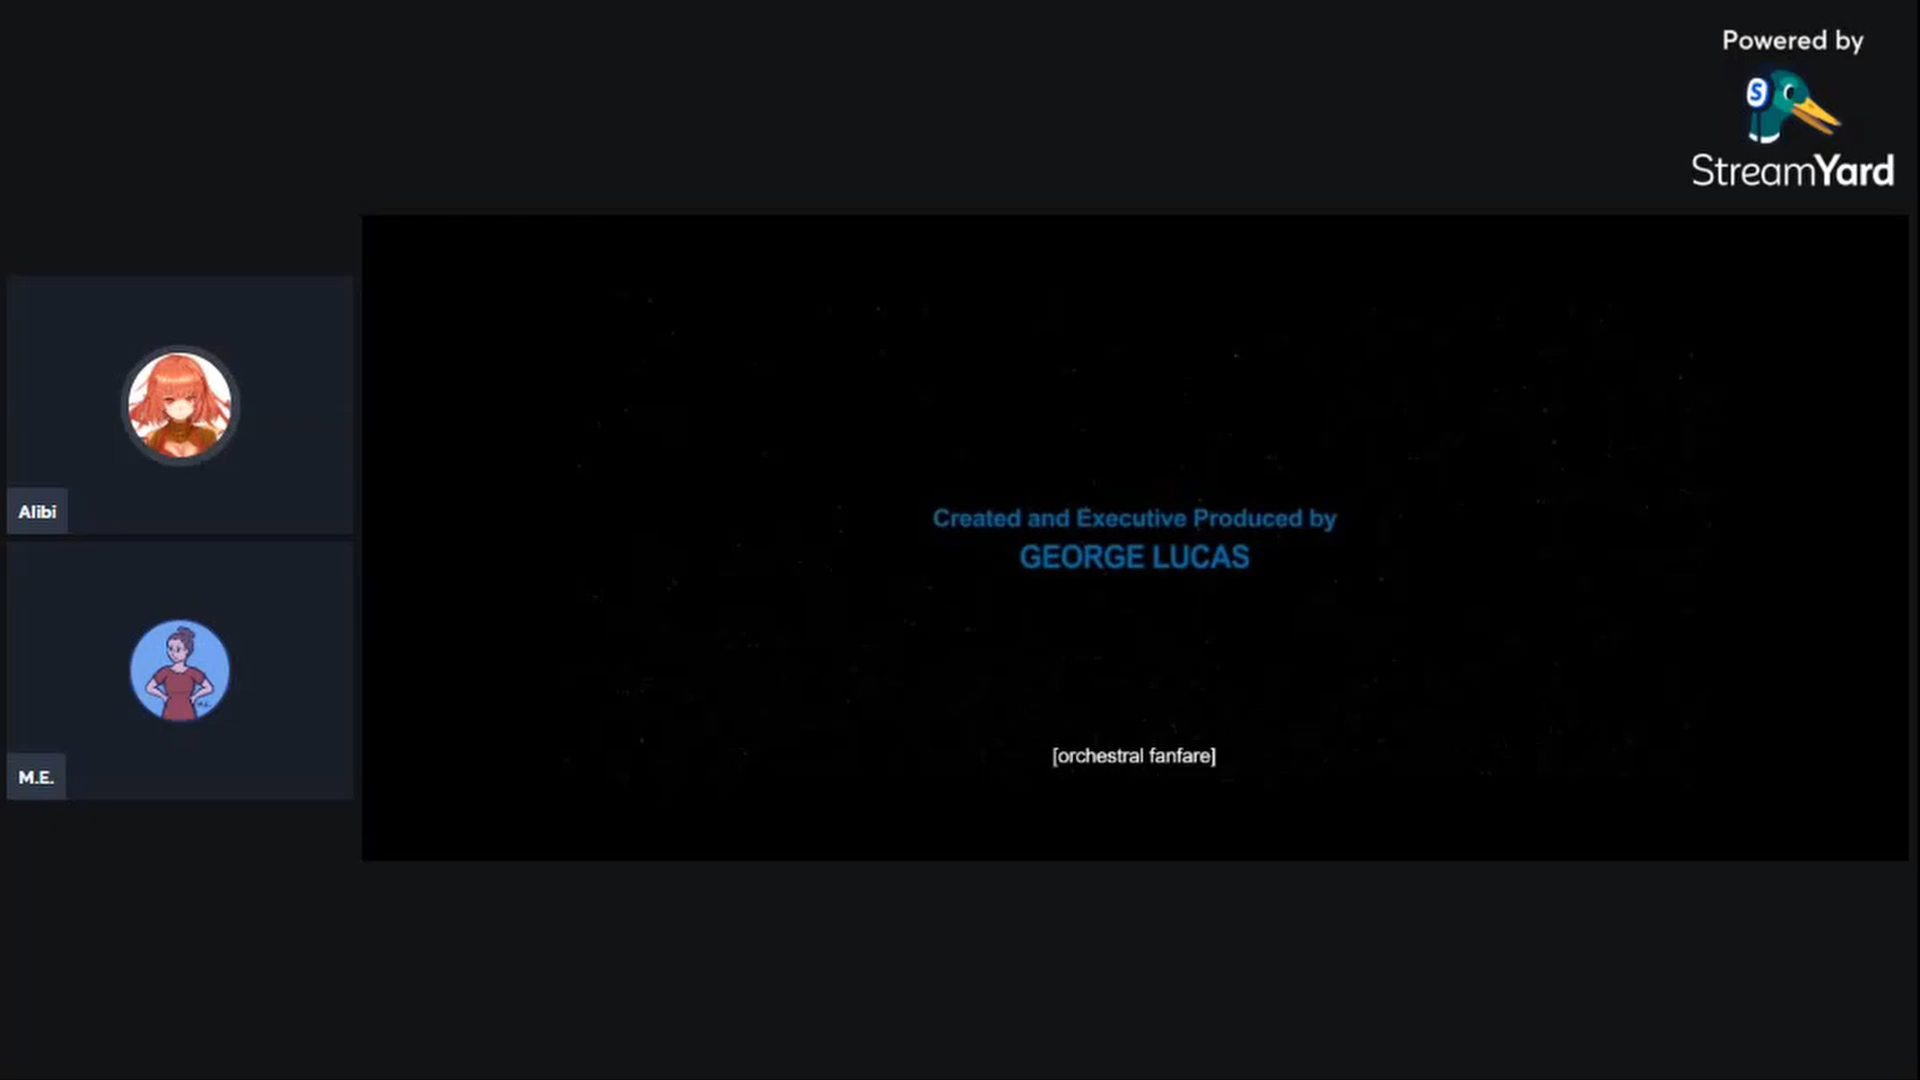 Powered by
S
StreamYard
Alibi
M.E.
Created and Executive Produced by
GEORGE LUCAS
[orchestral fanfare]